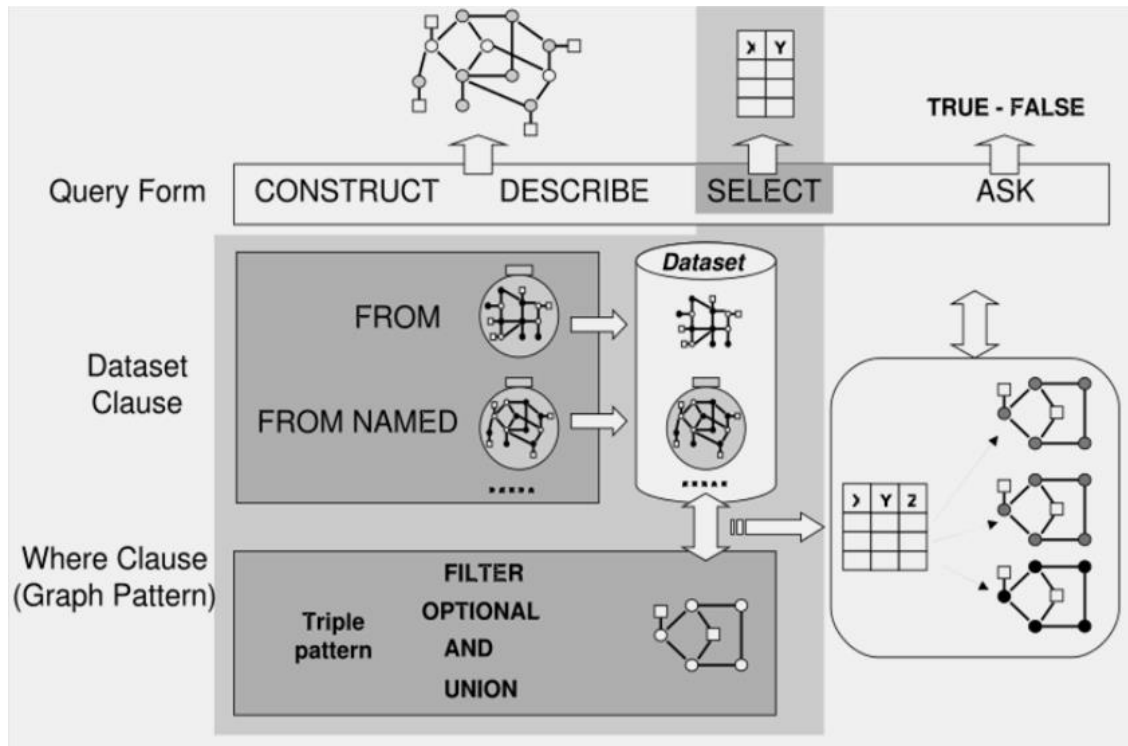 X Y
TRUE - FALSE
Query Form
CONSTRUCT DESCRIBE SELECT ASK
Dataset
FROM
Dataset
Clause
FROM NAMED
X Y Z
Where Clause
(Graph Pattern)
FILTER
OPTIONAL
Triple
pattern
AND
UNION